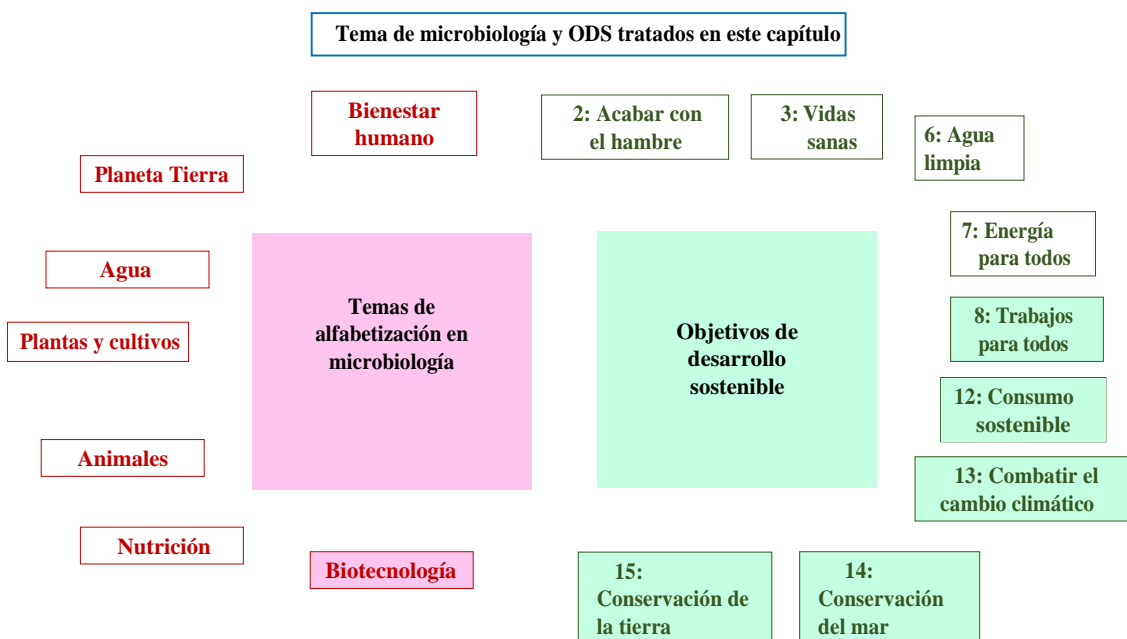 Tema de microbiología y ODS tratados en este capítulo
Bienestar
humano
2: Acabar con
el hambre
3: Vidas
sanas
6: Agua
limpia
Planeta Tierra
7: Energía
para todos
Agua
Plantas y cultivos
Temas de
alfabetización en
microbiología
Objetivos de
desarrollo
sostenible
8: Trabajos
para todos
12: Consumo
sostenible
Animales
13: Combatir el
cambio climático
Nutrición
Biotecnología
15:
Conservación de
la tierra
14:
Conservación
del mar